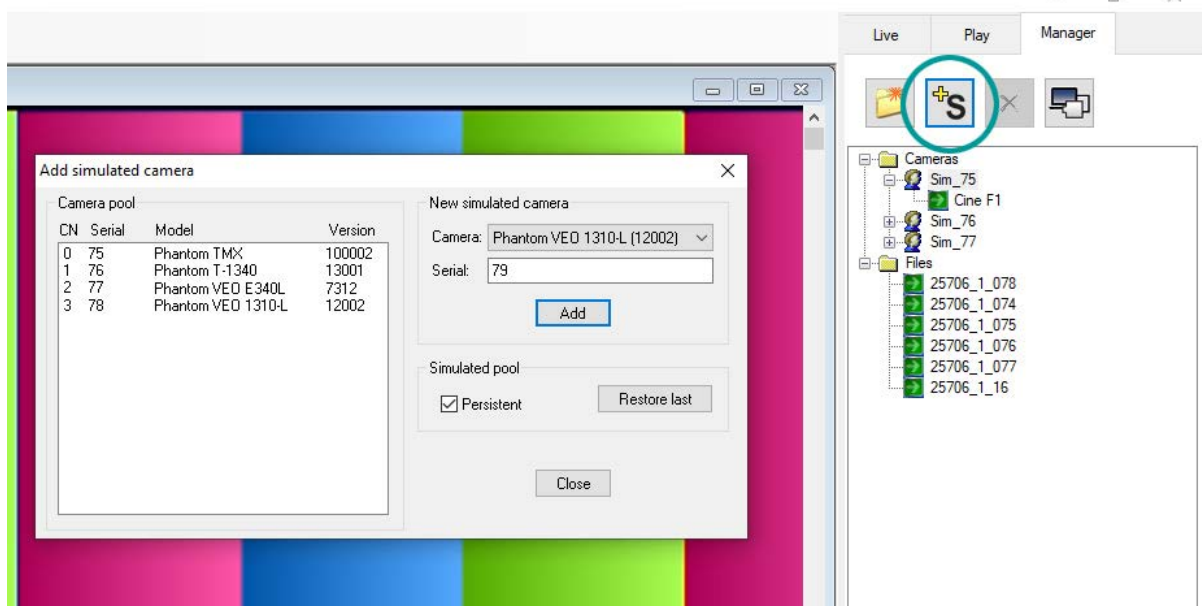 Live Play Manager
+S
Add simulated camera
Camera pool
CN Serial Model Version
0 75 Phantom TMX 100002
1 76 Phantom T-1340 13001
2 77 Phantom VEO E340L 7312
3 78 Phantom VEO 1310-L 12002
New simulated camera
Camera: Phantom VEO 1310-L (12002)
Serial: 79
Add
Simulated pool
Persistent Restore last
Close
Cameras
Sim_75
Cine F1
Sim_76
Sim_77
Files
25706_1_078
25706_1_074
25706_1_075
25706_1_076
25706_1_077
25706_1_16